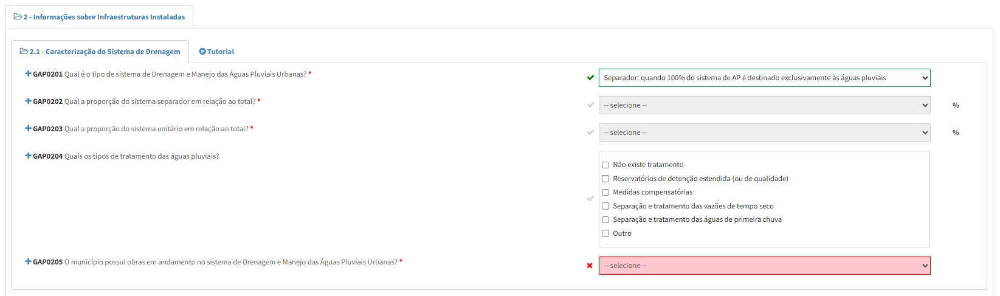 2 - Informações sobre Infraestruturas Instaladas
2.1 - Caracterização do Sistema de Drenagem
Tutorial
GAP0201 Qual é o tipo de sistema de Drenagem e Manejo das Águas Pluviais Urbanas? *
Separador: quando 100% do sistema de AP é destinado exclusivamente às águas pluviais
GAP0202 Qual a proporção do sistema separador em relação ao total? *
-- selecione --
%
GAP0203 Qual a proporção do sistema unitário em relação ao total? *
-- selecione --
%
GAP0204 Quais os tipos de tratamento das águas pluviais?
Não existe tratamento
Reservatórios de detenção estendida (ou de qualidade)
Medidas compensatórias
Separação e tratamento das vazões de tempo seco
Separação e tratamento das águas de primeira chuva
Outro
GAP0205 O município possui obras em andamento no sistema de Drenagem e Manejo das Águas Pluviais Urbanas? *
-- selecione --